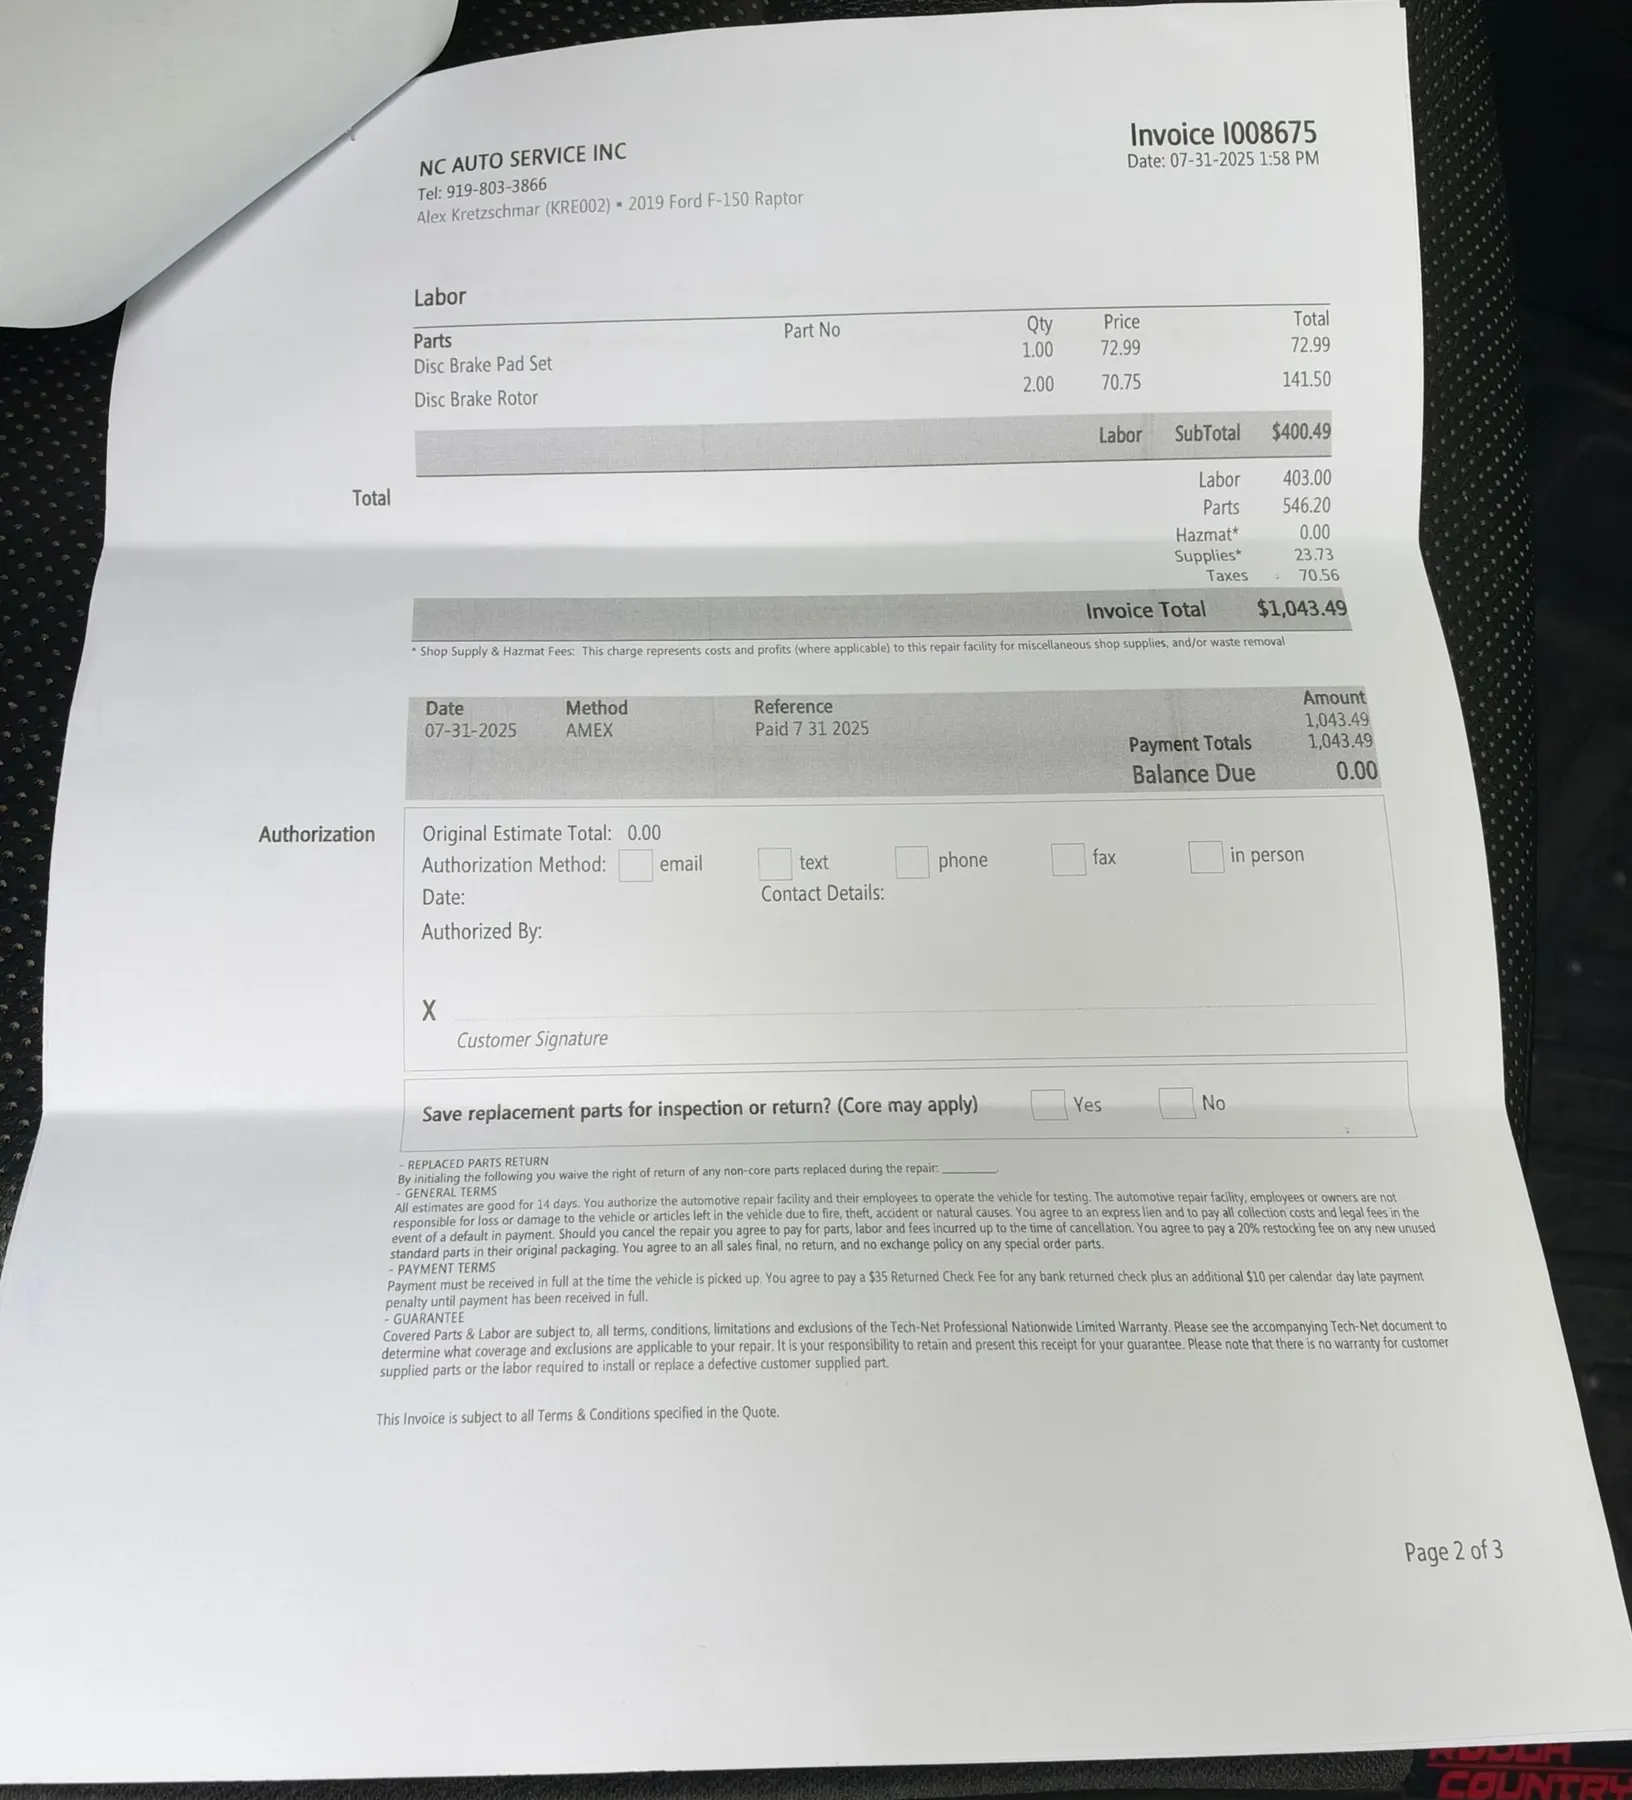 NC AUTO SERVICE INC
Tel: 919-803-3866
Alex Kretzschmar (KRE002) ▪ 2019 Ford F-150 Raptor
Invoice I008675
Date: 07-31-2025 1:58 PM
Labor
Parts Part No Qty Price Total
Disc Brake Pad Set 1.00 72.99 72.99
Disc Brake Rotor 2.00 70.75 141.50
Labor SubTotal $400.49
Total
Labor 403.00
Parts 546.20
Hazmat* 0.00
Supplies* 23.73
Taxes 70.56
Invoice Total $1,043.49
* Shop Supply & Hazmat Fees: This charge represents costs and profits (where applicable) to this repair facility for miscellaneous shop supplies, and/or waste removal
Date Method Reference Amount
07-31-2025 AMEX Paid 7 31 2025 1,043.49
Payment Totals 1,043.49
Balance Due 0.00
Authorization
Original Estimate Total: 0.00
Authorization Method: email text phone fax in person
Date: Contact Details:
Authorized By:
X
Customer Signature
Save replacement parts for inspection or return? (Core may apply) Yes No
- REPLACED PARTS RETURN
By initialing the following you waive the right of return of any non-core parts replaced during the repair: ________.
- GENERAL TERMS
All estimates are good for 14 days. You authorize the automotive repair facility and their employees to operate the vehicle for testing. The automotive repair facility, employees or owners are not
responsible for loss or damage to the vehicle or articles left in the vehicle due to fire, theft, accident or natural causes. You agree to an express lien and to pay all collection costs and legal fees in the
event of a default in payment. Should you cancel the repair you agree to pay for parts, labor and fees incurred up to the time of cancellation. You agree to pay a 20% restocking fee on any new unused
standard parts in their original packaging. You agree to an all sales final, no return, and no exchange policy on any special order parts.
- PAYMENT TERMS
Payment must be received in full at the time the vehicle is picked up. You agree to pay a $35 Returned Check Fee for any bank returned check plus an additional $10 per calendar day late payment
penalty until payment has been received in full.
- GUARANTEE
Covered Parts & Labor are subject to, all terms, conditions, limitations and exclusions of the Tech-Net Professional Nationwide Limited Warranty. Please see the accompanying Tech-Net document to
determine what coverage and exclusions are applicable to your repair. It is your responsibility to retain and present this receipt for your guarantee. Please note that there is no warranty for customer
supplied parts or the labor required to install or replace a defective customer supplied part.
This Invoice is subject to all Terms & Conditions specified in the Quote.
Page 2 of 3
ROUGH
COUNTRY